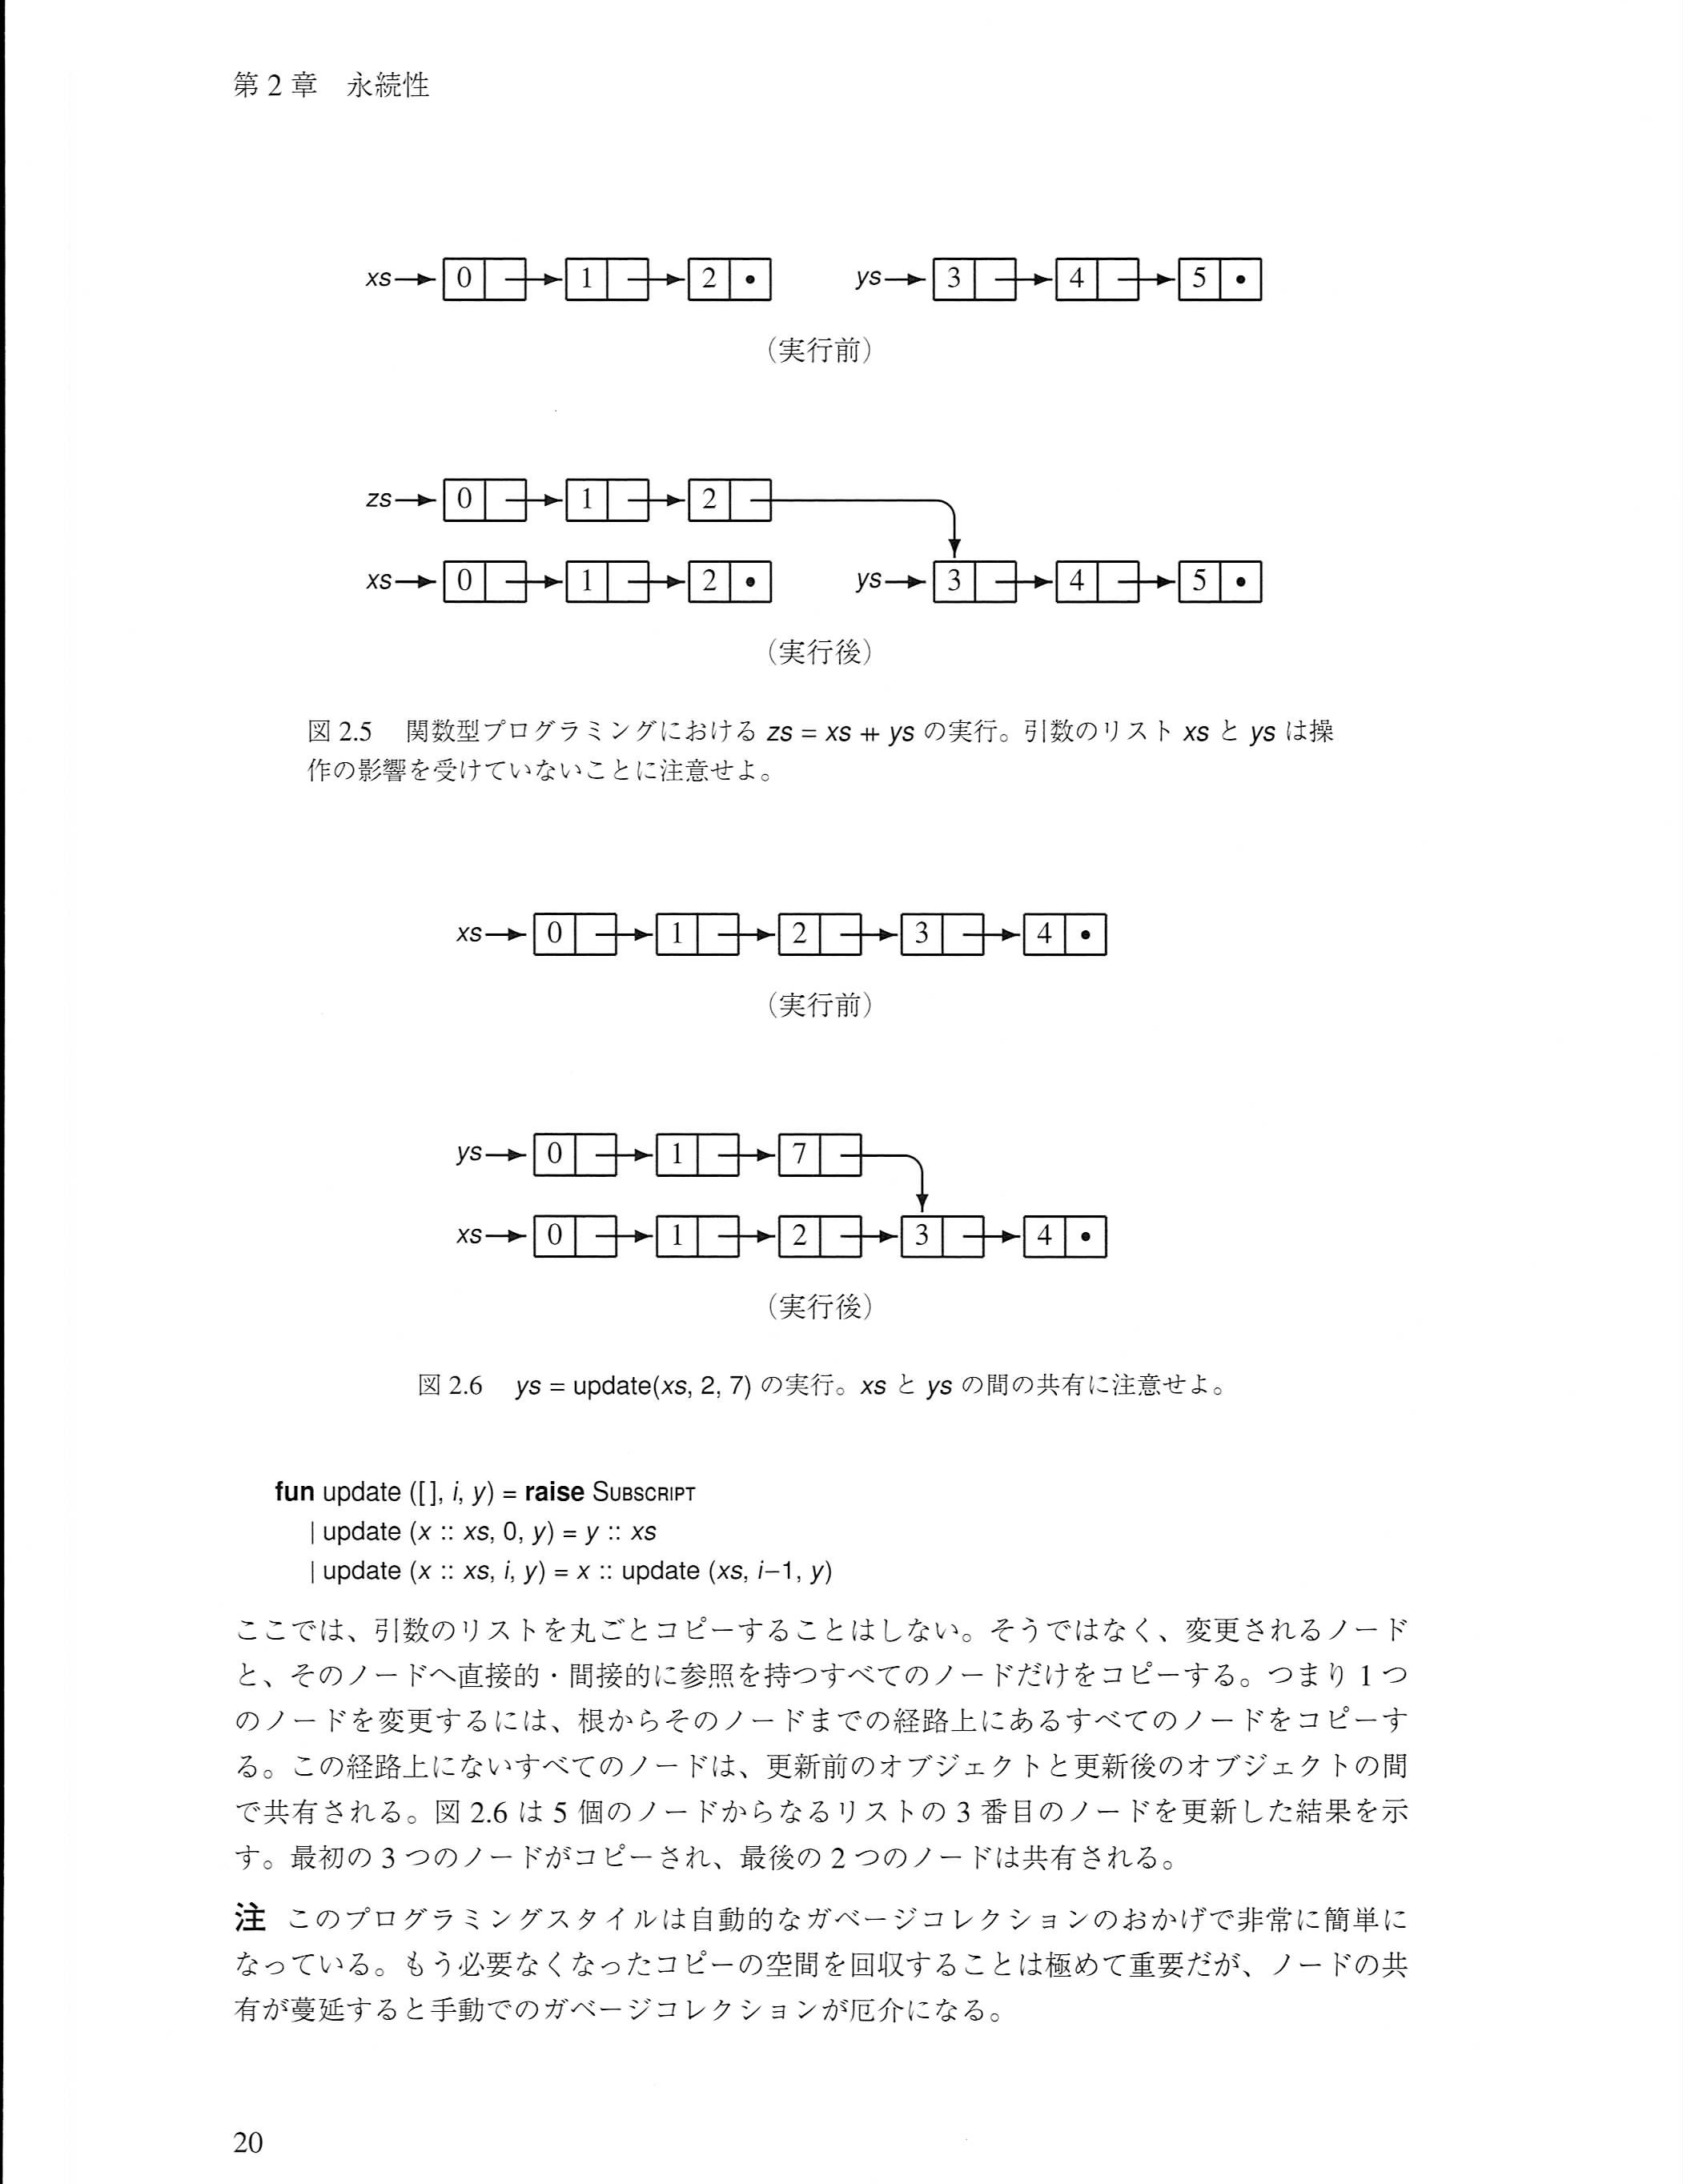 第 2 章　永続性
xs 0 1 2 • ys 3 4 5 •
（実行前）
zs 0 1 2
xs 0 1 2 • ys 3 4 5 •
（実行後）
図 2.5　関数型プログラミングにおける zs = xs ⧺ ys の実行。引数のリスト xs と ys は操
作の影響を受けていないことに注意せよ。
xs 0 1 2 3 4 •
（実行前）
ys 0 1 7
xs 0 1 2 3 4 •
（実行後）
図 2.6　ys = update(xs, 2, 7) の実行。xs と ys の間の共有に注意せよ。
fun update ([ ], i, y) = raise SUBSCRIPT
| update (x :: xs, 0, y) = y :: xs
| update (x :: xs, i, y) = x :: update (xs, i−1, y)
ここでは、引数のリストを丸ごとコピーすることはしない。そうではなく、変更されるノード
と、そのノードへ直接的・間接的に参照を持つすべてのノードだけをコピーする。つまり 1 つ
のノードを変更するには、根からそのノードまでの経路上にあるすべてのノードをコピーす
る。この経路上にないすべてのノードは、更新前のオブジェクトと更新後のオブジェクトの間
で共有される。図 2.6 は 5 個のノードからなるリストの 3 番目のノードを更新した結果を示
す。最初の 3 つのノードがコピーされ、最後の 2 つのノードは共有される。
注 このプログラミングスタイルは自動的なガベージコレクションのおかげで非常に簡単に
なっている。もう必要なくなったコピーの空間を回収することは極めて重要だが、ノードの共
有が蔓延すると手動でのガベージコレクションが厄介になる。
20